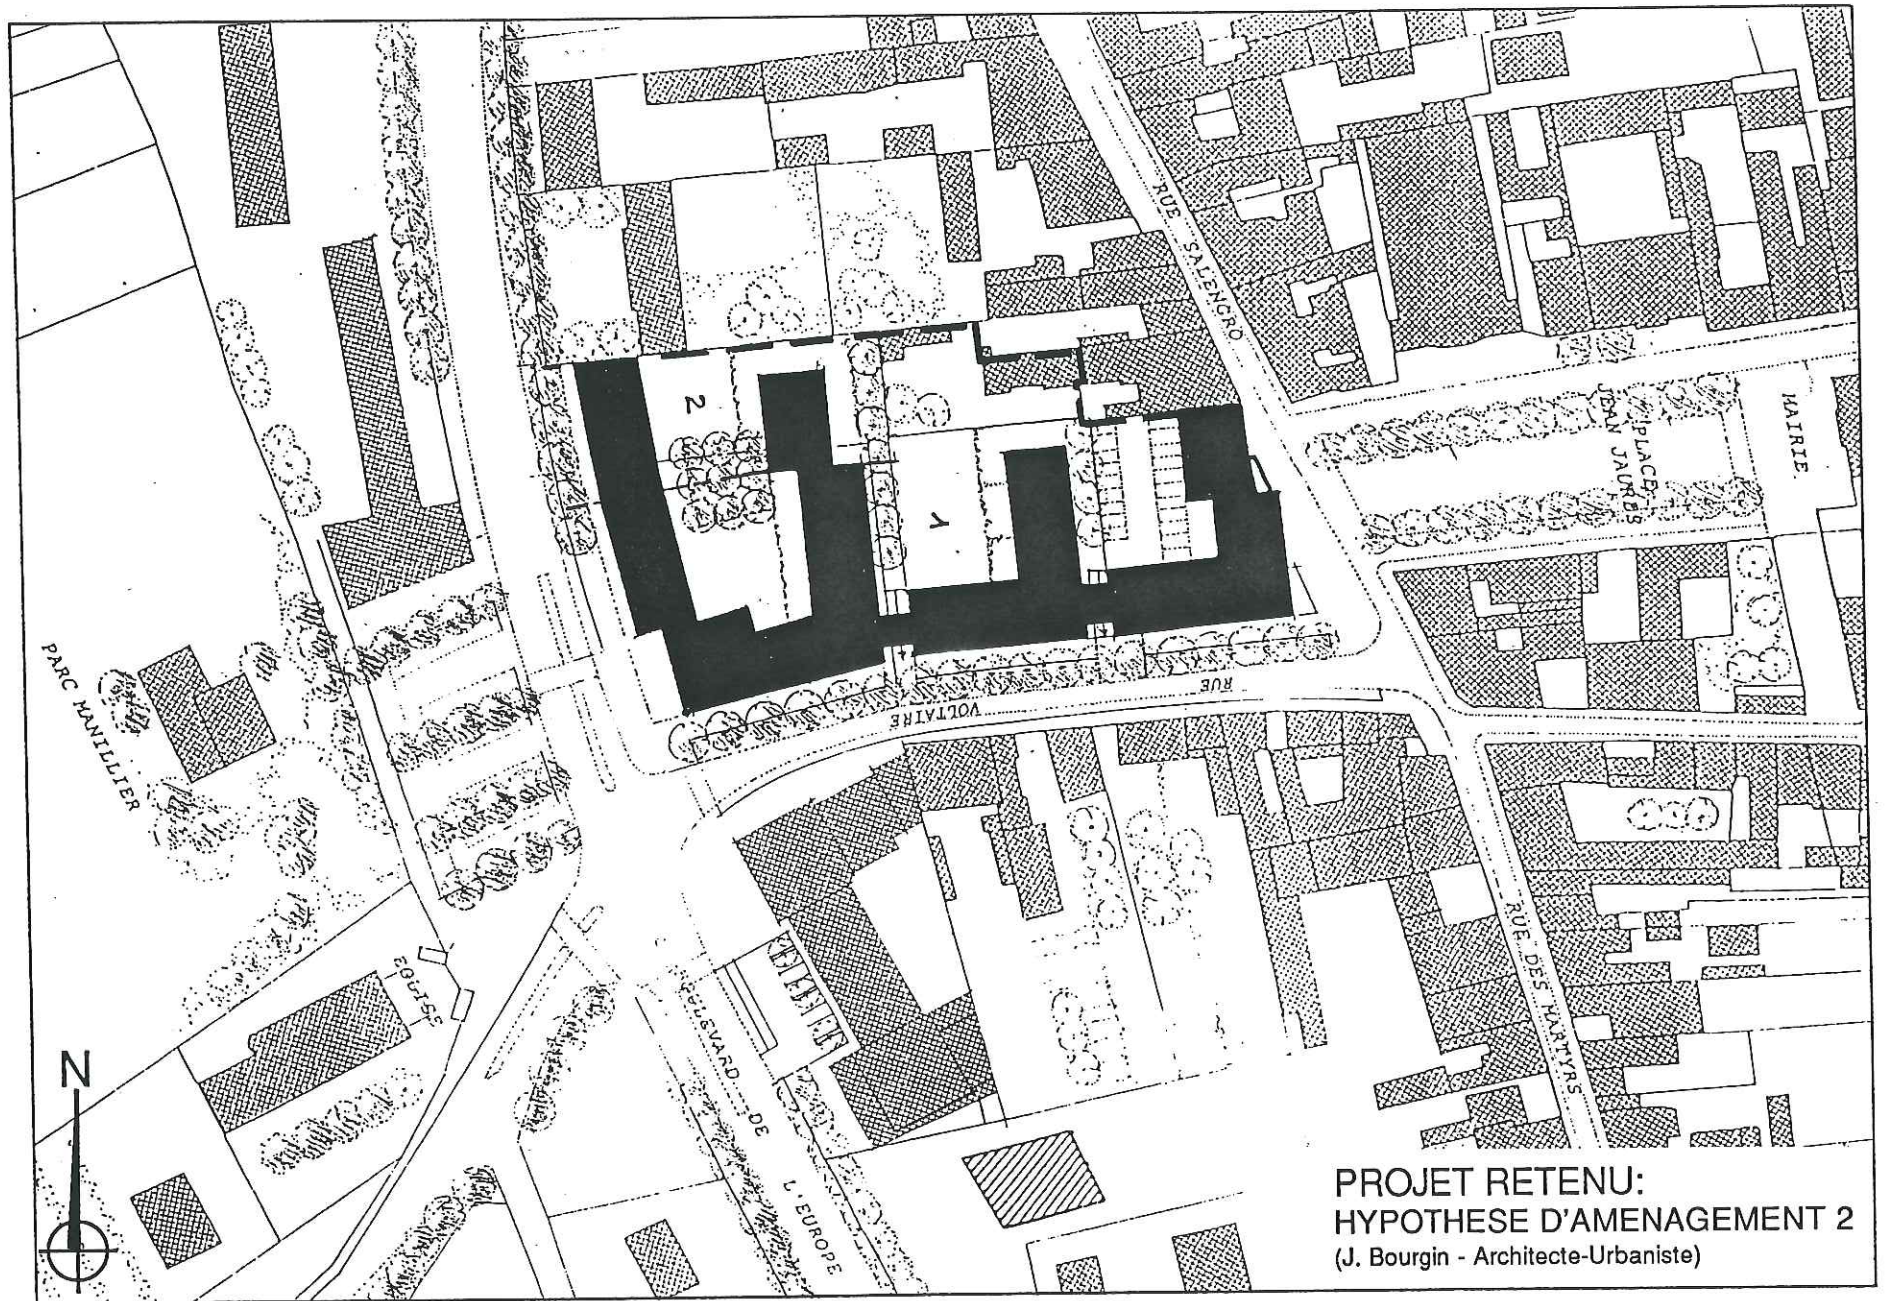 RUE SALENGRO
2
1
PLACE
JEAN JAURES
MAIRIE
RUE
VOLTAIRE
PARC MANILLIER
EGLISE
BOULEVARD DE L'EUROPE
RUE DES MARTYRS
N
PROJET RETENU:
HYPOTHESE D'AMENAGEMENT 2
(J. Bourgin - Architecte-Urbaniste)